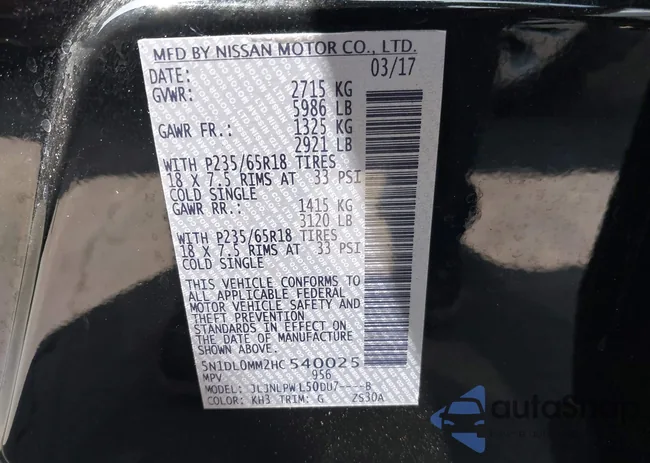 MFD BY NISSAN MOTOR CO., LTD.
DATE: 03/17
GVWR: 2715 KG
5986 LB
GAWR FR.: 1325 KG
2921 LB
WITH P235/65R18 TIRES
18 X 7.5 RIMS AT 33 PSI
COLD SINGLE
GAWR RR.: 1415 KG
3120 LB
WITH P235/65R18 TIRES
18 X 7.5 RIMS AT 33 PSI
COLD SINGLE
THIS VEHICLE CONFORMS TO
ALL APPLICABLE FEDERAL
MOTOR VEHICLE SAFETY AND
THEFT PREVENTION
STANDARDS IN EFFECT ON
THE DATE OF MANUFACTURE
SHOWN ABOVE.
5N1DL0MM2HC540025
MPV 956
MODEL: JLJNLPWL50DU7----B
COLOR: KH3 TRIM: G ZS30A